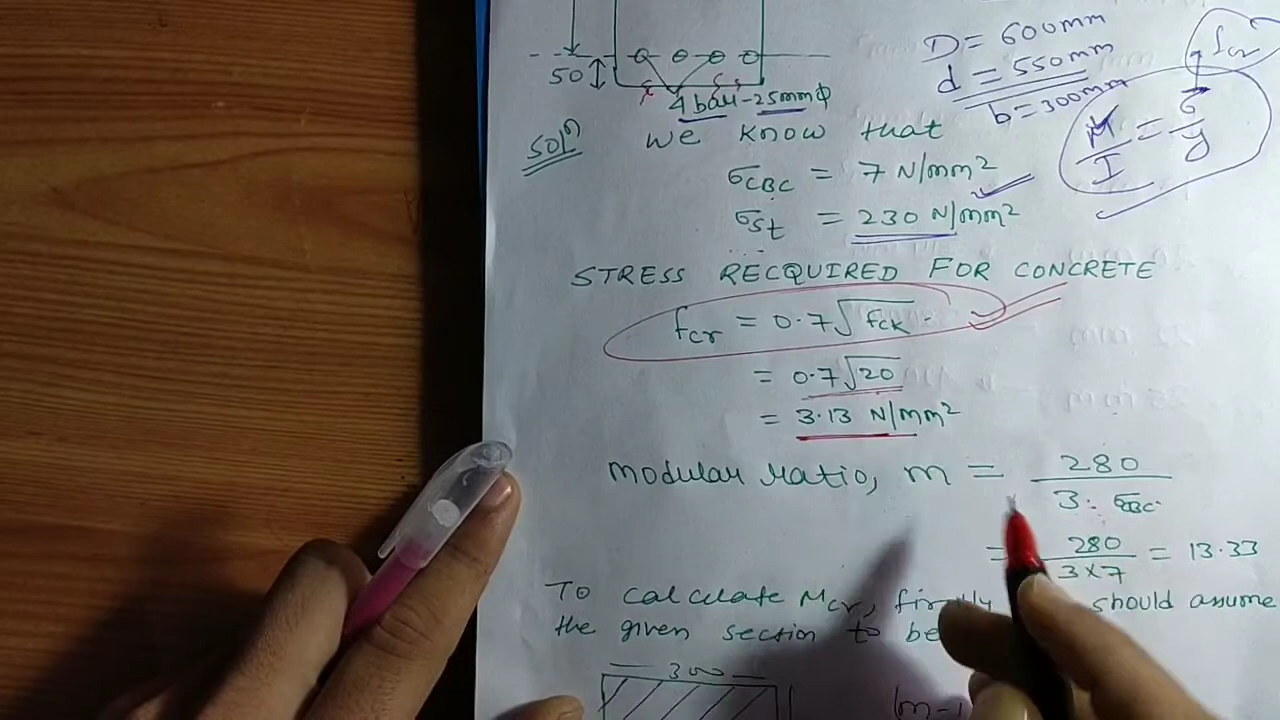 D = 600mm
d = 550mm
b = 300mm
fcr
50
4 bars - 25mm ϕ
M/I = σ/y
Solⁿ
We know that
σCBC = 7 N/mm²
σst = 230 N/mm²
STRESS RECQUIRED FOR CONCRETE
fcr = 0.7√fck
= 0.7√20
= 3.13 N/mm²
Modular ratio, m = 280 / 3.σCBC
= 280 / 3×7 = 13.33
To calculate Mcr, firstly should assume
the given section to be
300